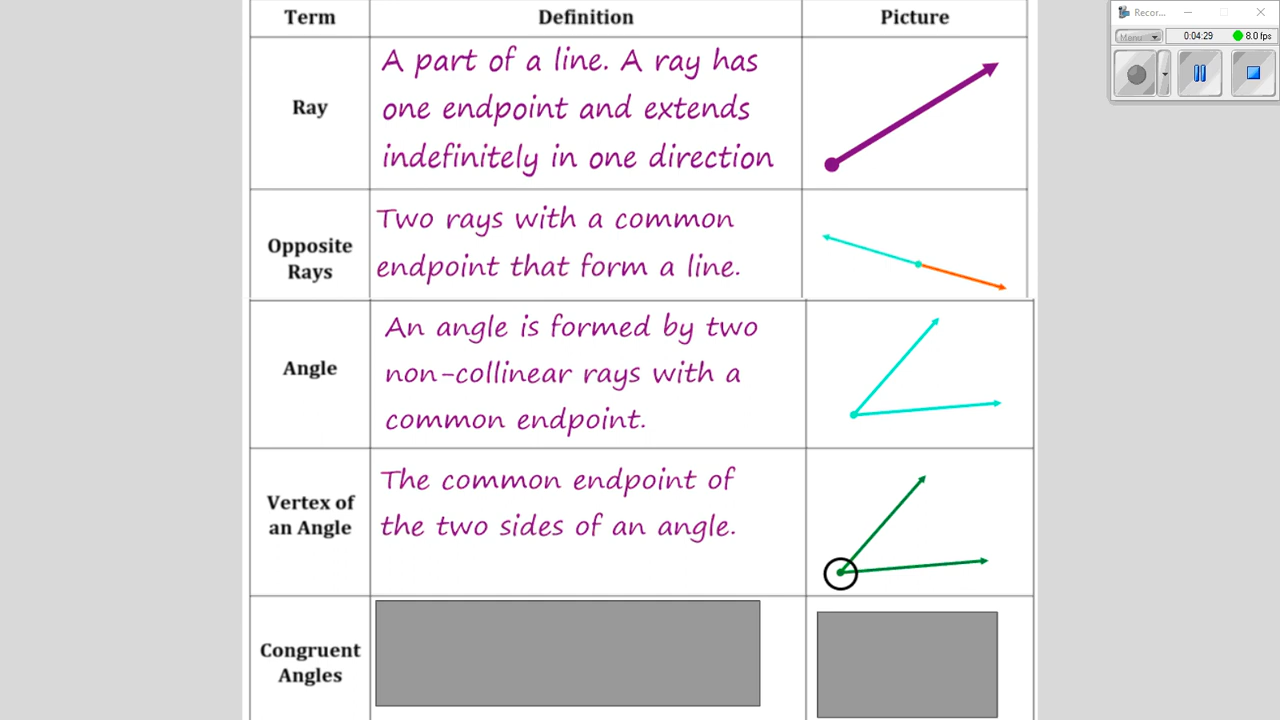 Term Definition Picture
Ray
A part of a line. A ray has
one endpoint and extends
indefinitely in one direction
Opposite
Rays
Two rays with a common
endpoint that form a line.
Angle
An angle is formed by two
non-collinear rays with a
common endpoint.
Vertex of
an Angle
The common endpoint of
the two sides of an angle.
Congruent
Angles
Recor...
Menu
0:04:29
8.0 fps